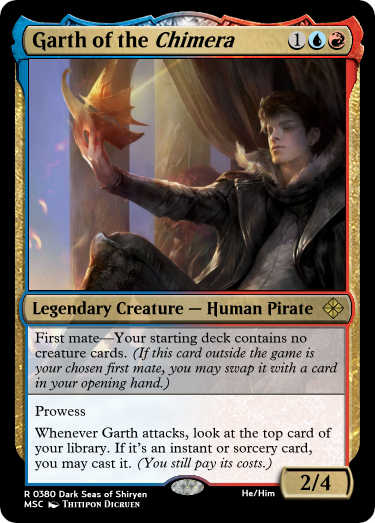 Garth of the Chimera 1
Legendary Creature — Human Pirate
First mate—Your starting deck contains no
creature cards. (If this card outside the game is
your chosen first mate, you may swap it with a card
in your opening hand.)
Prowess
Whenever Garth attacks, look at the top card of
your library. If it's an instant or sorcery card,
you may cast it. (You still pay its costs.)
2/4
R 0380 Dark Seas of Shiryen He/Him
MSC Thitipon Dicruen